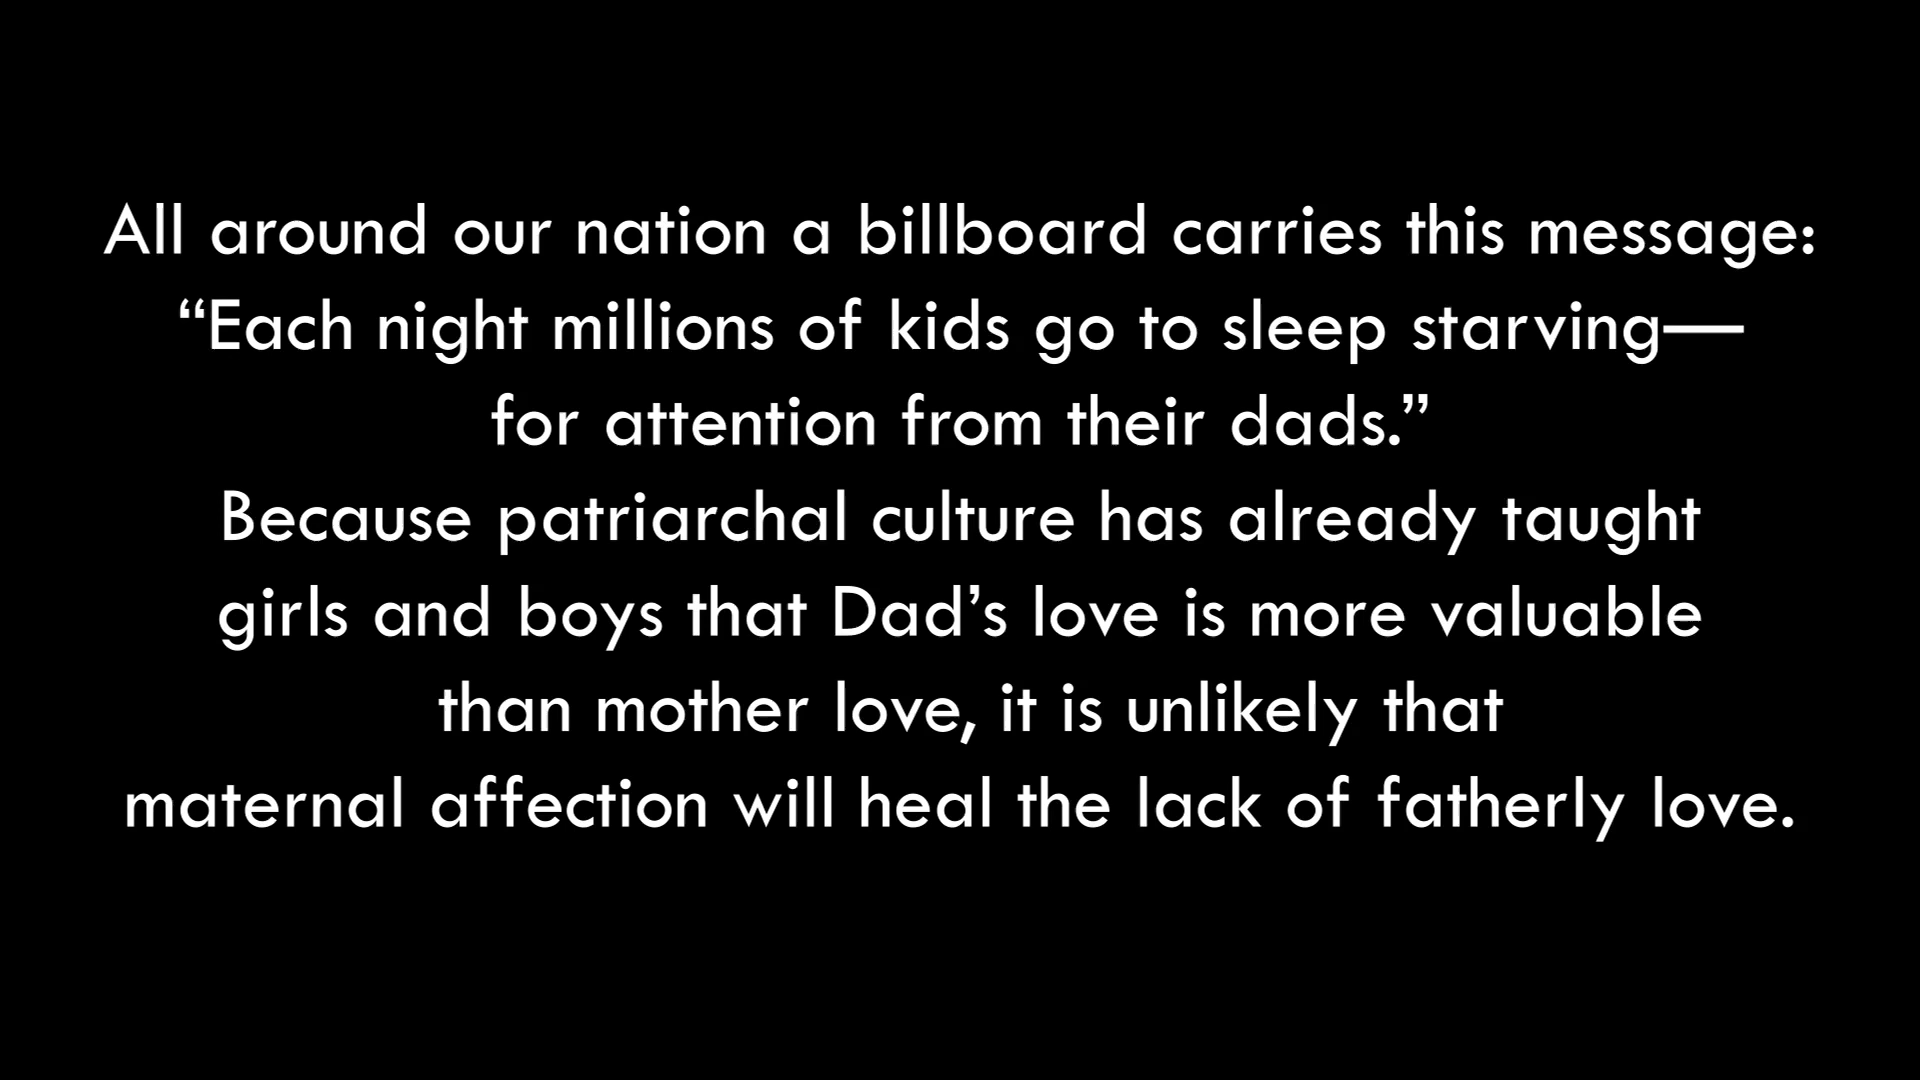 All around our nation a billboard carries this message:
“Each night millions of kids go to sleep starving—
for attention from their dads.”
Because patriarchal culture has already taught
girls and boys that Dad’s love is more valuable
than mother love, it is unlikely that
maternal affection will heal the lack of fatherly love.